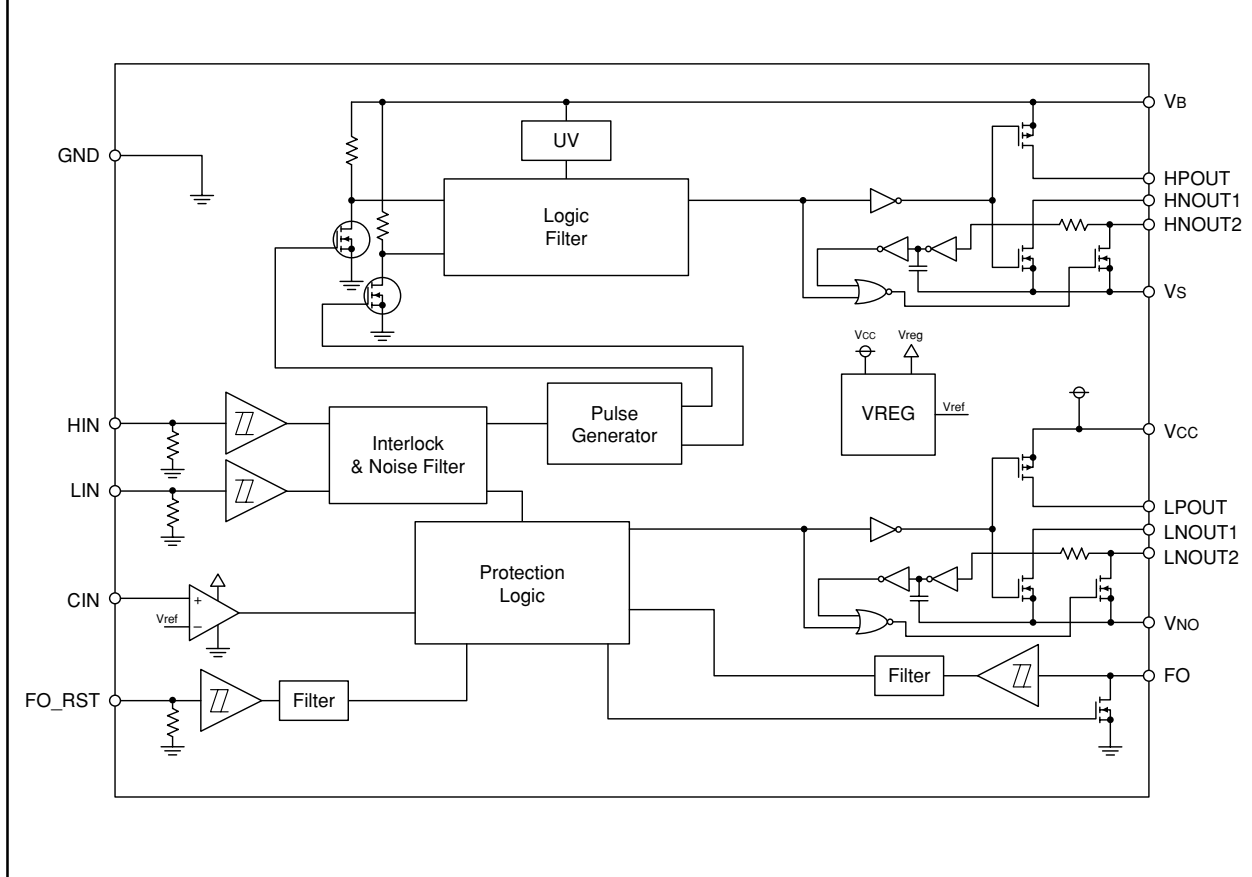 VB
UV
GND
HPOUT
Logic
Filter
HNOUT1
HNOUT2
VS
VCC
Vreg
VREG
Vref
HIN
Interlock
& Noise Filter
Pulse
Generator
VCC
LIN
LPOUT
LNOUT1
LNOUT2
Protection
Logic
CIN
+
Vref
−
VNO
Filter
FO
FO_RST
Filter